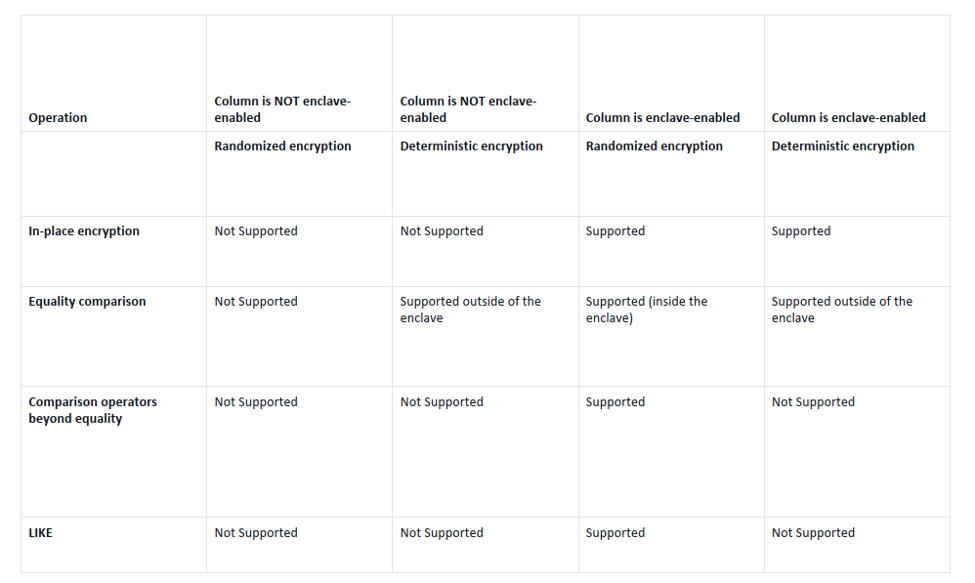 Operation
Column is NOT enclave-
enabled
Column is NOT enclave-
enabled
Column is enclave-enabled
Column is enclave-enabled
Randomized encryption
Deterministic encryption
Randomized encryption
Deterministic encryption
In-place encryption
Not Supported
Not Supported
Supported
Supported
Equality comparison
Not Supported
Supported outside of the
enclave
Supported (inside the
enclave)
Supported outside of the
enclave
Comparison operators
beyond equality
Not Supported
Not Supported
Supported
Not Supported
LIKE
Not Supported
Not Supported
Supported
Not Supported